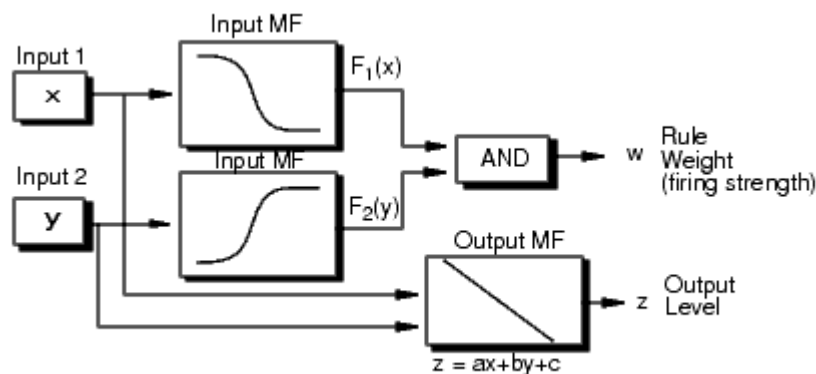 Input MF
Input 1
x
F1(x)
Input MF
Input 2
y
F2(y)
AND
w
Rule
Weight
(firing strength)
Output MF
z
Output
Level
z = ax+by+c